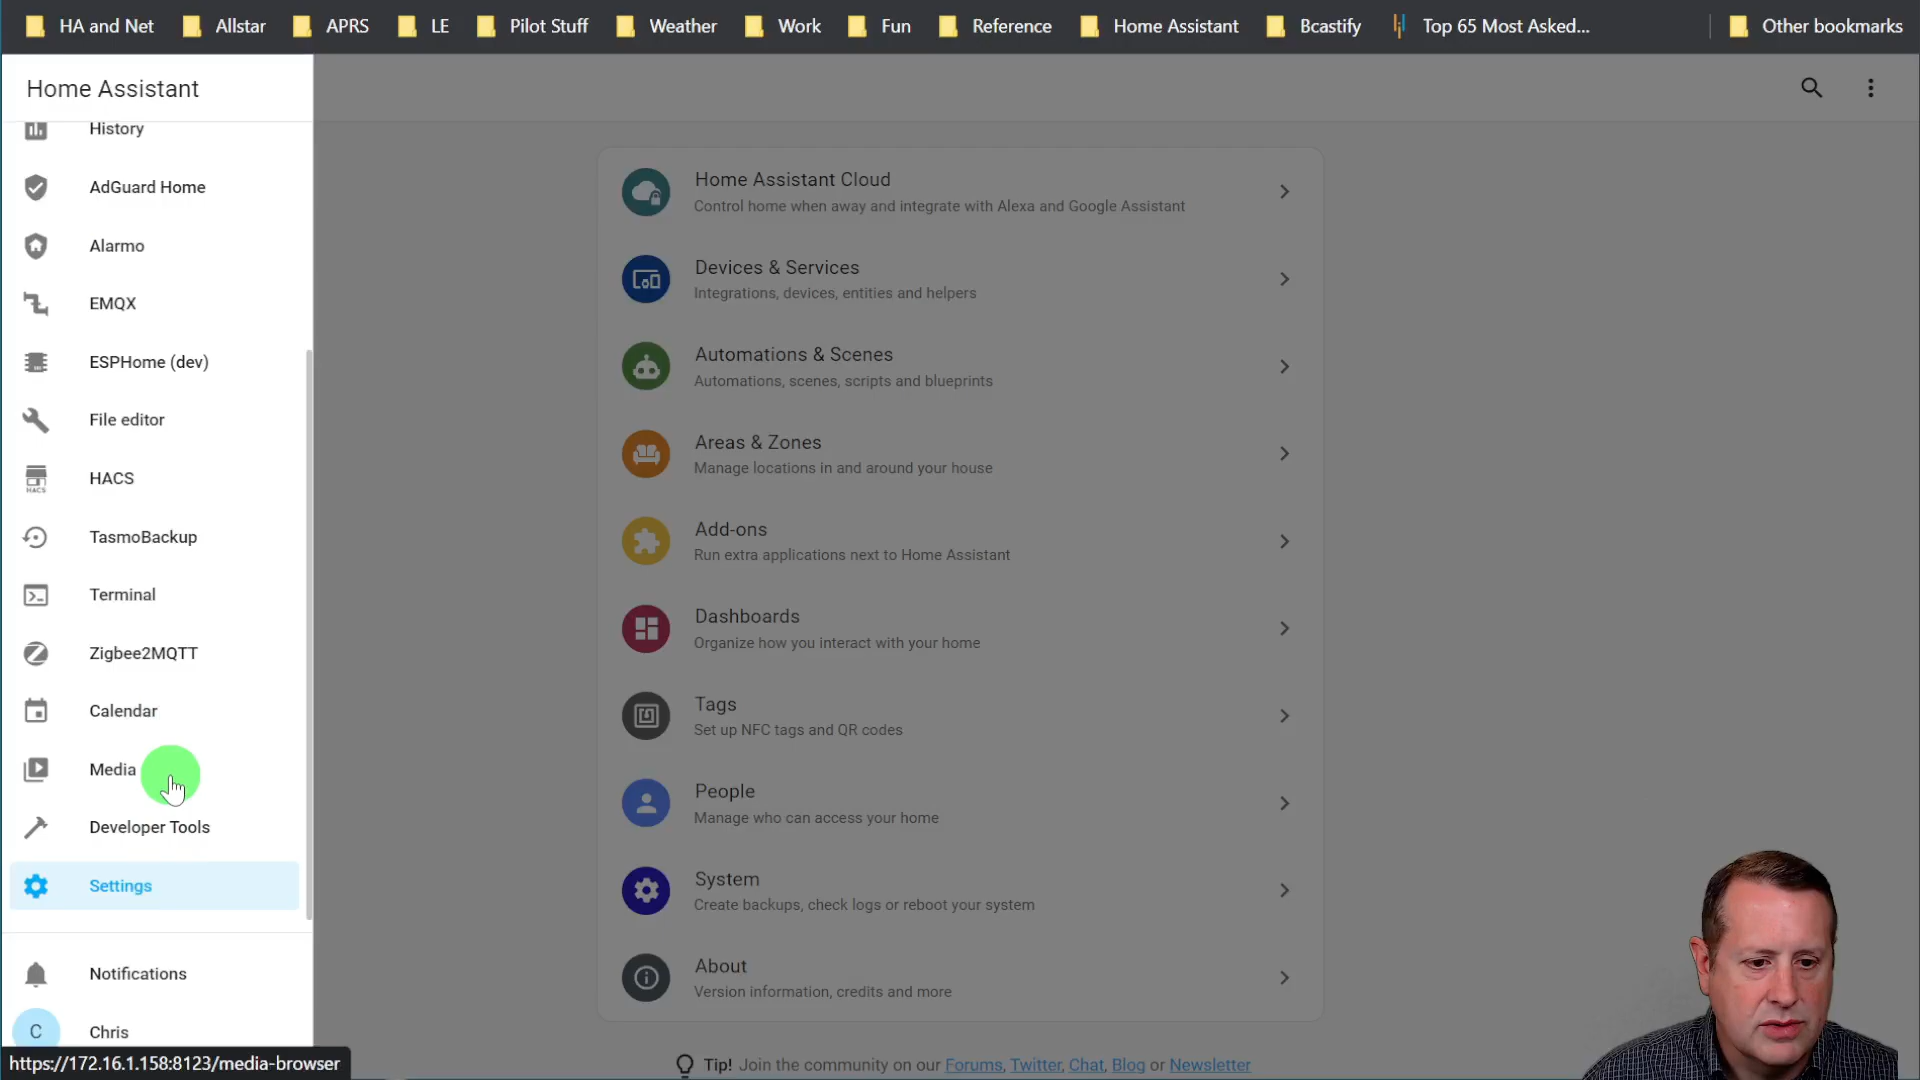 HA and Net Allstar APRS LE Pilot Stuff Weather Work Fun Reference Home Assistant Bcastify Top 65 Most Asked... Other bookmarks
Home Assistant
History
AdGuard Home
Alarmo
EMQX
ESPHome (dev)
File editor
HACS
HACS
TasmoBackup
Terminal
Zigbee2MQTT
Calendar
Media
Developer Tools
Settings
Notifications
C Chris
https://172.16.1.158:8123/media-browser
Home Assistant Cloud
Control home when away and integrate with Alexa and Google Assistant
Devices & Services
Integrations, devices, entities and helpers
Automations & Scenes
Automations, scenes, scripts and blueprints
Areas & Zones
Manage locations in and around your house
Add-ons
Run extra applications next to Home Assistant
Dashboards
Organize how you interact with your home
Tags
Set up NFC tags and QR codes
People
Manage who can access your home
System
Create backups, check logs or reboot your system
About
Version information, credits and more
Tip! Join the community on our Forums, Twitter, Chat, Blog or Newsletter